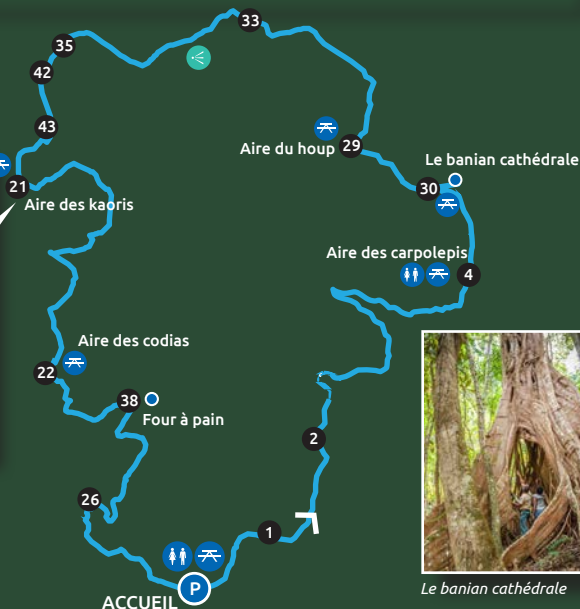 33
35
42
43
29
Aire du houp
Le banian cathédrale
30
21
Aire des kaoris
Aire des carpolepis
4
Aire des codias
22
38
Four à pain
2
26
1
P
ACCUEIL
Le banian cathédrale